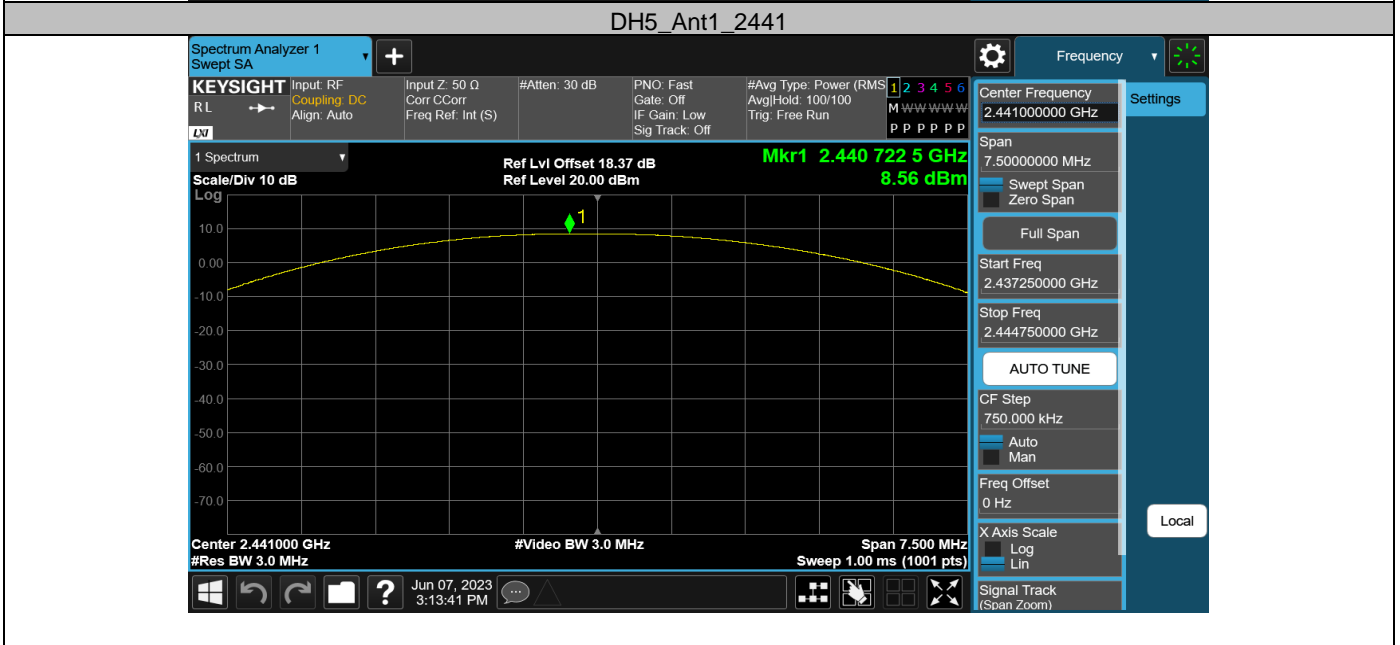 DH5_Ant1_2441
Spectrum Analyzer 1
Swept SA
Frequency
KEYSIGHT
RL
LXI
Input: RF
Coupling: DC
Align: Auto
Input Z: 50 Ω
Corr CCorr
Freq Ref: Int (S)
#Atten: 30 dB
PNO: Fast
Gate: Off
IF Gain: Low
Sig Track: Off
#Avg Type: Power (RMS
Avg|Hold: 100/100
Trig: Free Run
1 2 3 4 5 6
M W W W W W
P P P P P P
1 Spectrum
Scale/Div 10 dB
Log
Ref Lvl Offset 18.37 dB
Ref Level 20.00 dBm
Mkr1 2.440 722 5 GHz
8.56 dBm
1
10.0
0.00
-10.0
-20.0
-30.0
-40.0
-50.0
-60.0
-70.0
Center 2.441000 GHz
#Res BW 3.0 MHz
#Video BW 3.0 MHz
Span 7.500 MHz
Sweep 1.00 ms (1001 pts)
?
Jun 07, 2023
3:13:41 PM
Center Frequency
2.441000000 GHz
Settings
Span
7.50000000 MHz
Swept Span
Zero Span
Full Span
Start Freq
2.437250000 GHz
Stop Freq
2.444750000 GHz
AUTO TUNE
CF Step
750.000 kHz
Auto
Man
Freq Offset
0 Hz
X Axis Scale
Log
Lin
Local
Signal Track
(Span Zoom)